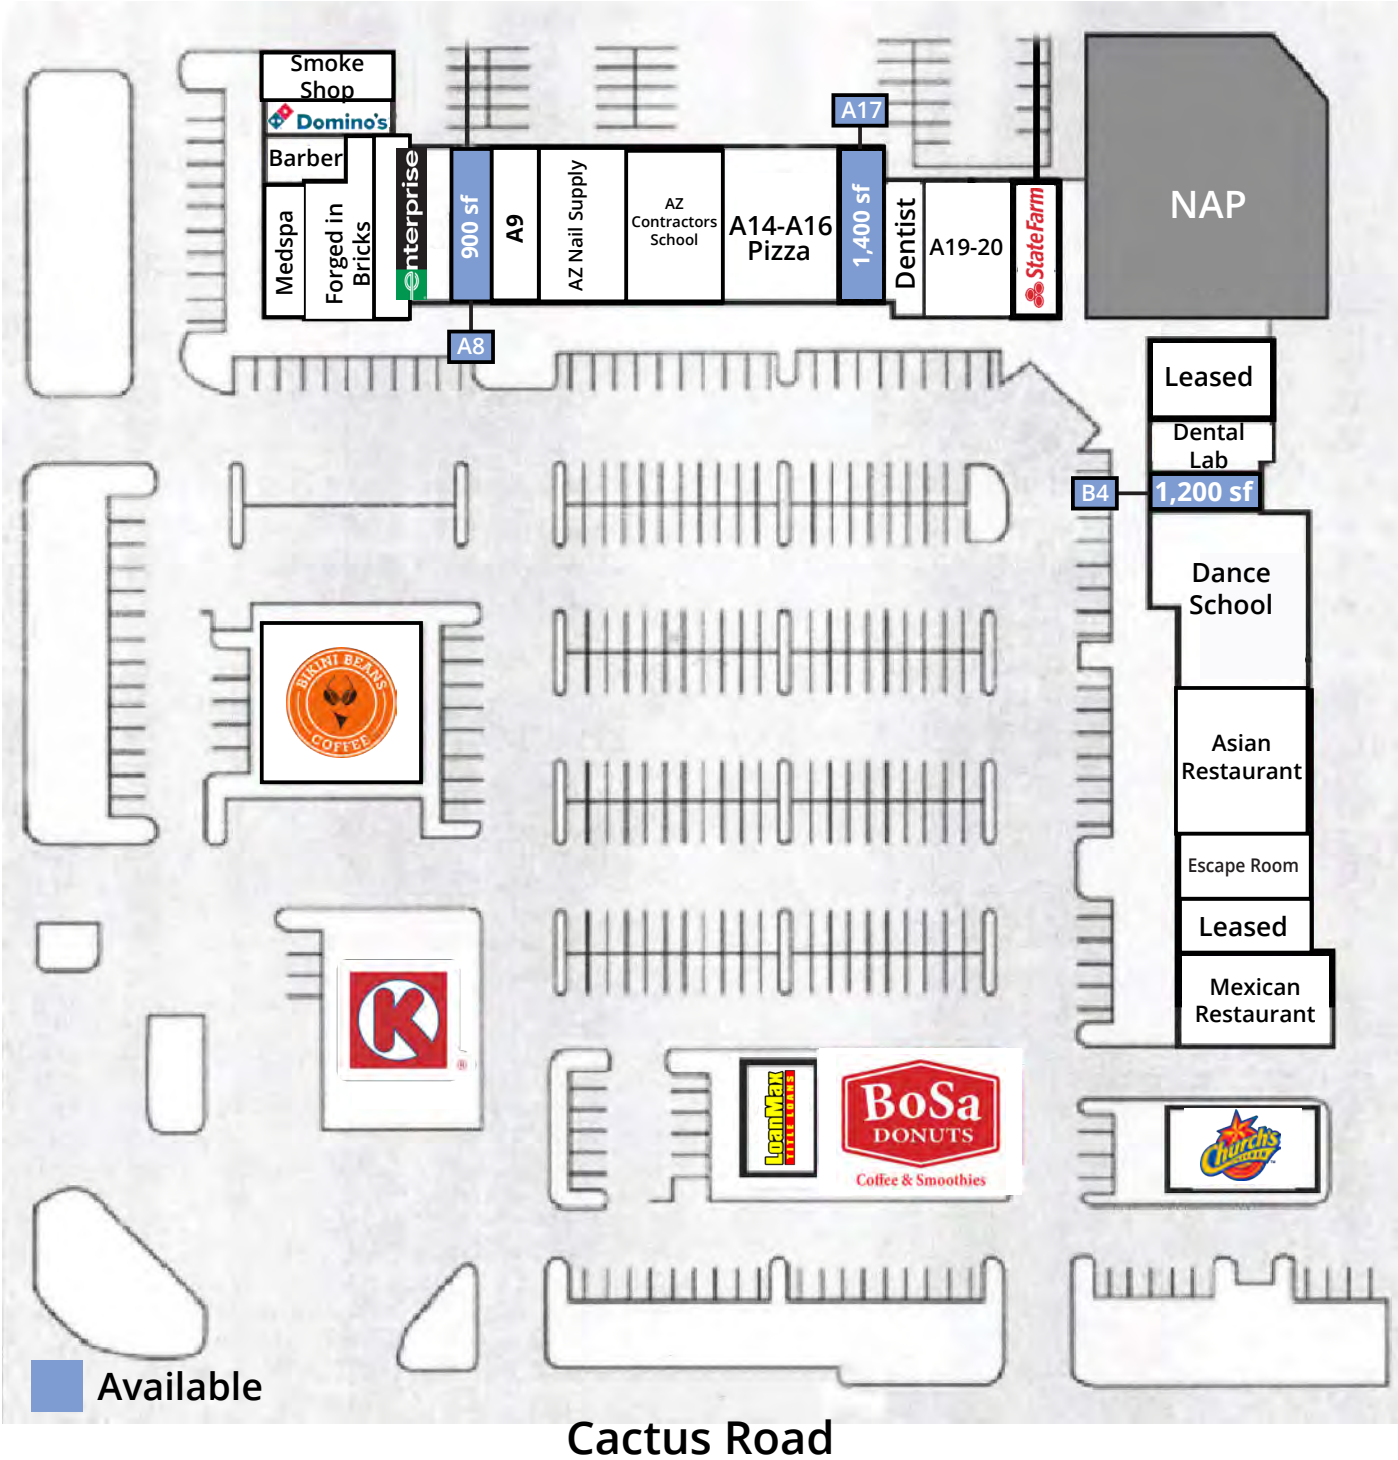 Smoke
Shop
Domino's
Barber
Medspa
Forged in
Bricks
enterprise
900 sf
A8
A9
AZ Nail Supply
AZ
Contractors
School
A14-A16
Pizza
A17
1,400 sf
Dentist
A19-20
StateFarm
NAP
Leased
Dental
Lab
B4
1,200 sf
Dance
School
Asian
Restaurant
Escape Room
Leased
Mexican
Restaurant
BIKINI BEANS
COFFEE
K
®
LoanMax
TITLE LOANS
BoSa
DONUTS
Coffee & Smoothies
Church's
Available
Cactus Road